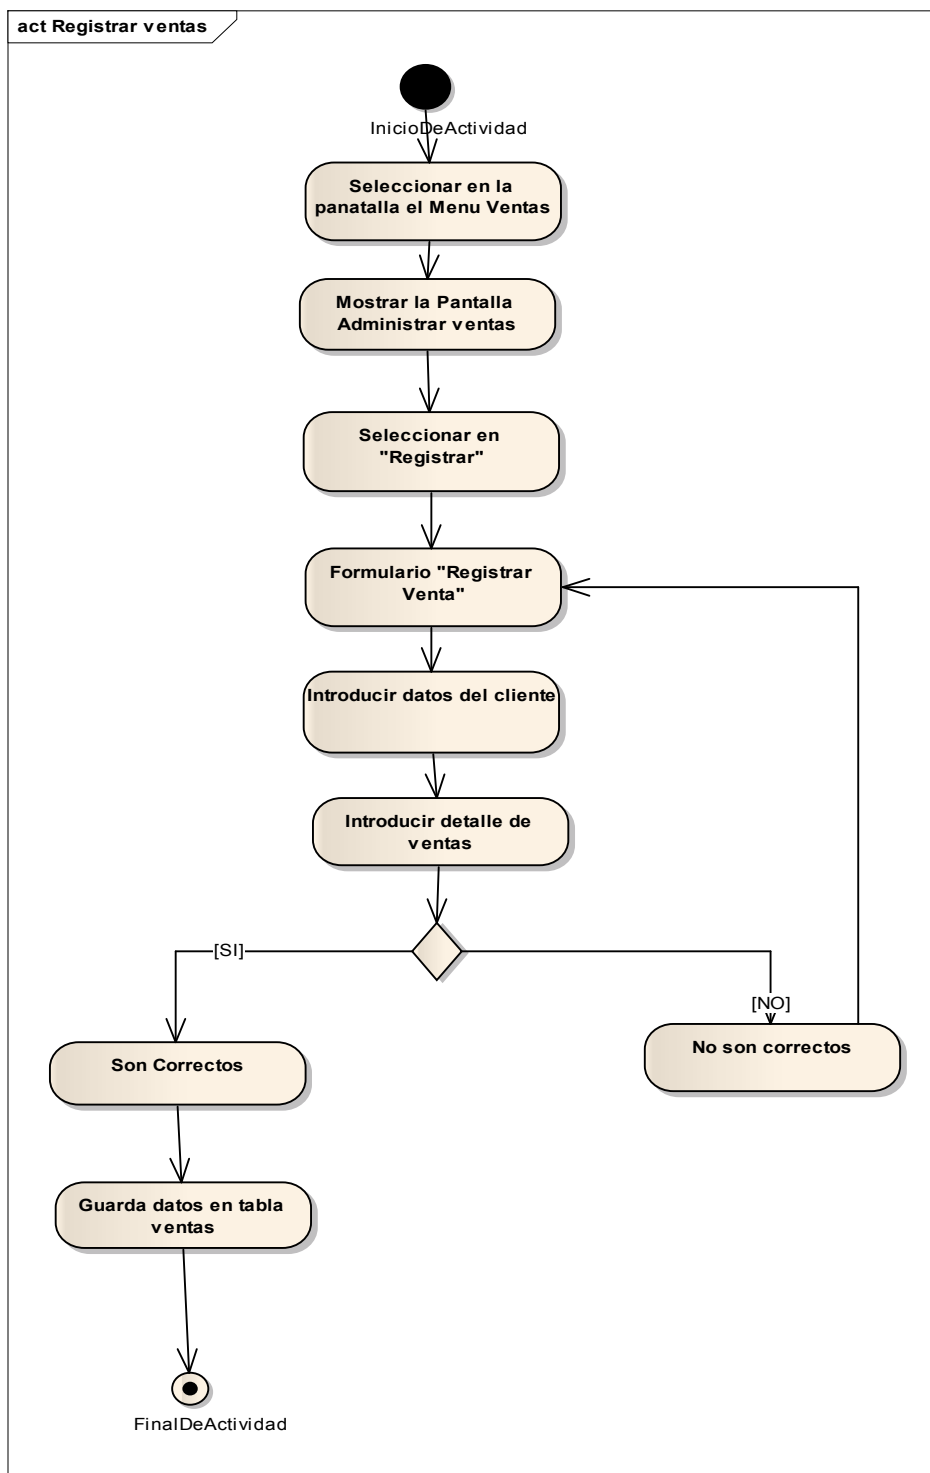 act Registrar ventas
InicioDeActividad
Seleccionar en la
panatalla el Menu Ventas
Mostrar la Pantalla
Administrar ventas
Seleccionar en
"Registrar"
Formulario "Registrar
Venta"
Introducir datos del cliente
Introducir detalle de
ventas
[SI]
[NO]
Son Correctos
No son correctos
Guarda datos en tabla
ventas
FinalDeActividad